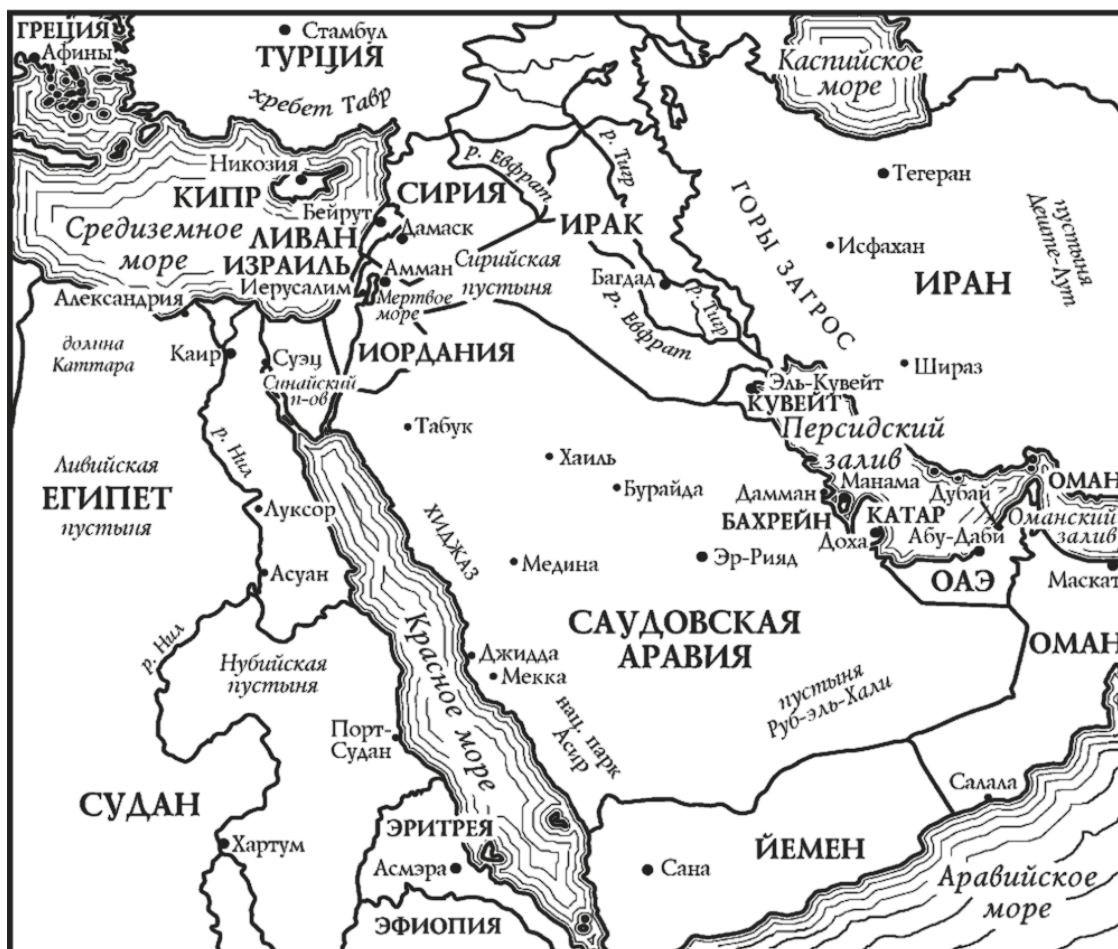 ГРЕЦИЯ
Афины
Стамбул
ТУРЦИЯ
хребет Тавр
Каспийское
море
Никозия
КИПР
Средиземное
море
СИРИЯ
р. Евфрат
р. Тигр
Бейрут
Дамаск
ЛИВАН
ИЗРАИЛЬ
Иерусалим
Амман
Мертвое
море
Сирийская
пустыня
ИРАК
Багдад
р. Тигр
р. Евфрат
ГОРЫ ЗАГРОС
Тегеран
Исфахан
ИРАН
пустыня
Деште-Лут
Шираз
Александрия
долина
Каттара
Каир
Суэц
Синайский
п-ов
ИОРДАНИЯ
Эль-Кувейт
КУВЕЙТ
Персидский
залив
Табук
Хаиль
Бурайда
р. Нил
Ливийская
ЕГИПЕТ
пустыня
Луксор
Асуан
ХИДЖАЗ
Медина
Эр-Рияд
Дамман
Манама
БАХРЕЙН
КАТАР
Доха
Дубай
Абу-Даби
ОМАН
Оманский
залив
ОАЭ
Маскат
САУДОВСКАЯ
АРАВИЯ
ОМАН
р. Нил
Нубийская
пустыня
Красное море
Джидда
Мекка
нац. парк
Асир
пустыня
Руб-эль-Хали
Порт-
Судан
СУДАН
Хартум
ЭРИТРЕЯ
Асмэра
ЭФИОПИЯ
Сана
ЙЕМЕН
Салала
Аравийское
море